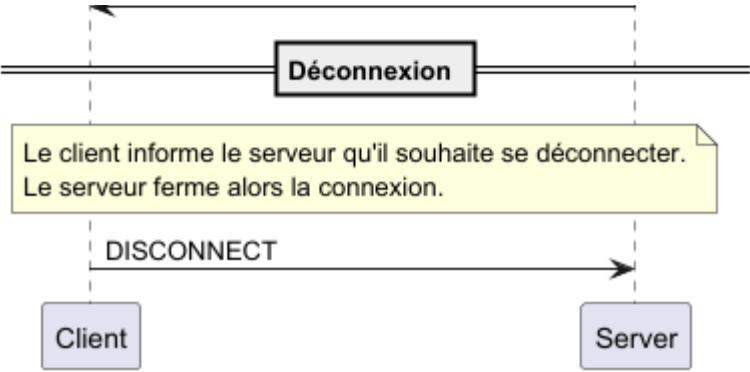 Déconnexion
Le client informe le serveur qu'il souhaite se déconnecter.
Le serveur ferme alors la connexion.
DISCONNECT
Client
Server